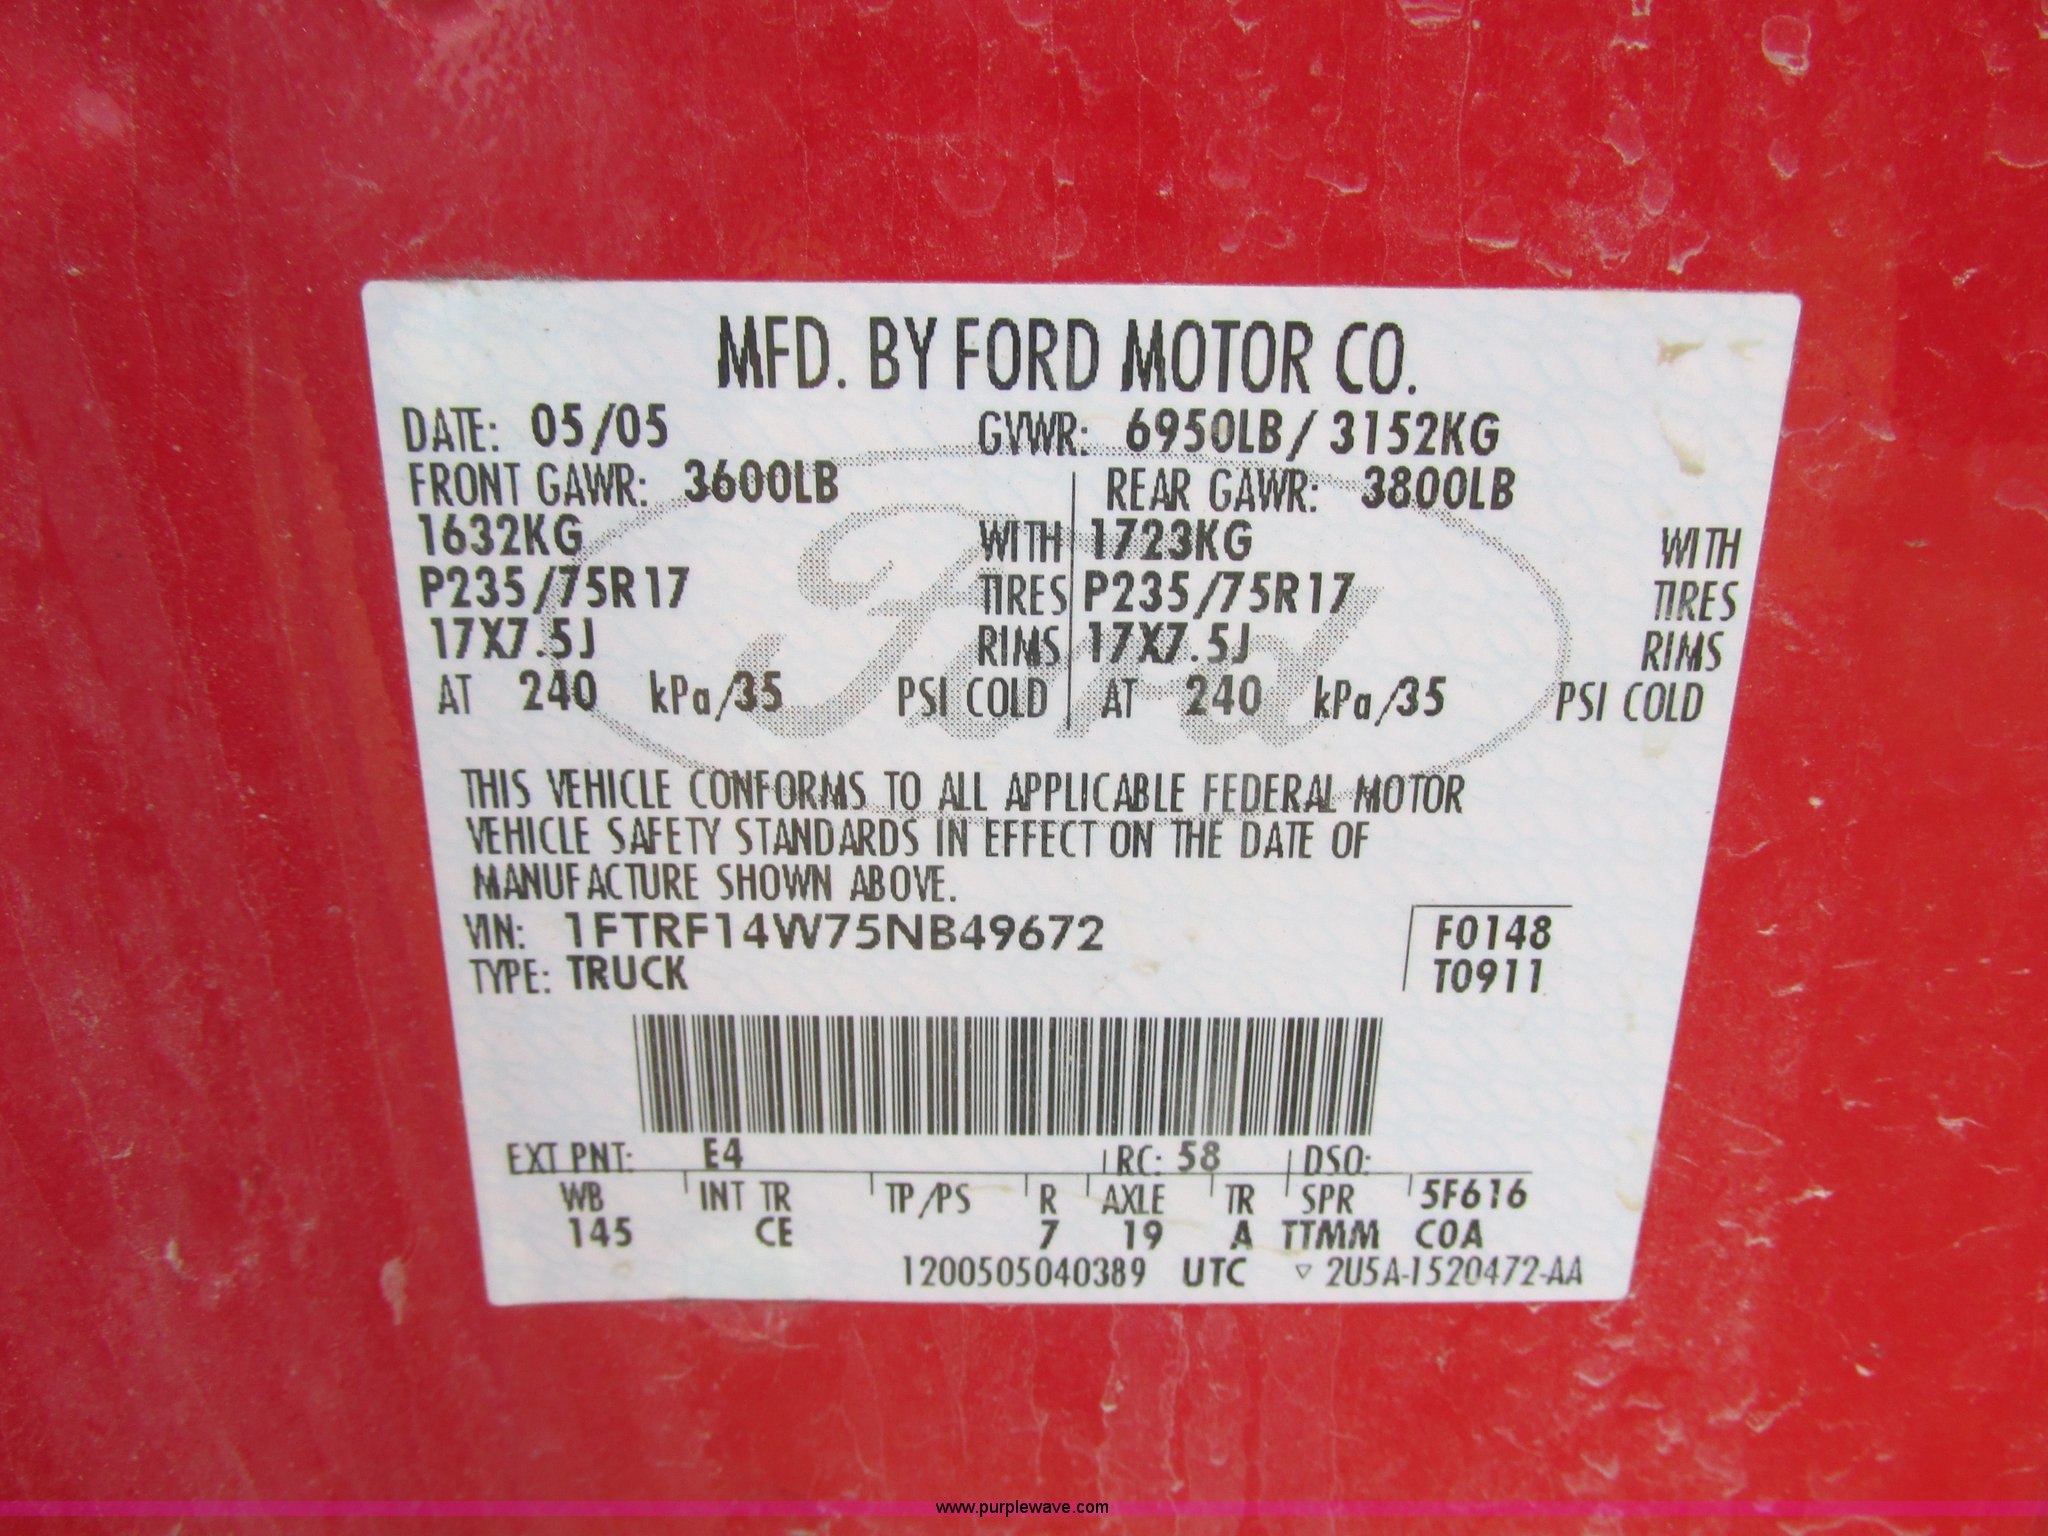 MFD. BY FORD MOTOR CO.
DATE: 05/05 GVWR: 6950LB/ 3152KG
FRONT GAWR: 3600LB REAR GAWR: 3800LB
1632KG WITH 1723KG WITH
P235/75R17 TIRES P235/75R17 TIRES
17X7.5J RIMS 17X7.5J RIMS
AT 240 kPa/35 PSI COLD AT 240 kPa/35 PSI COLD
Ford
THIS VEHICLE CONFORMS TO ALL APPLICABLE FEDERAL MOTOR
VEHICLE SAFETY STANDARDS IN EFFECT ON THE DATE OF
MANUFACTURE SHOWN ABOVE.
VIN: 1FTRF14W75NB49672 F0148
TYPE: TRUCK T0911
EXT PNT: E4 RC: 58 DSO:
WB INT TR TP/PS R AXLE TR SPR 5F616
145 CE 7 19 A TTMM C0A
1200505040389 UTC ▽ 2U5A-1520472-AA
www.purplewave.com